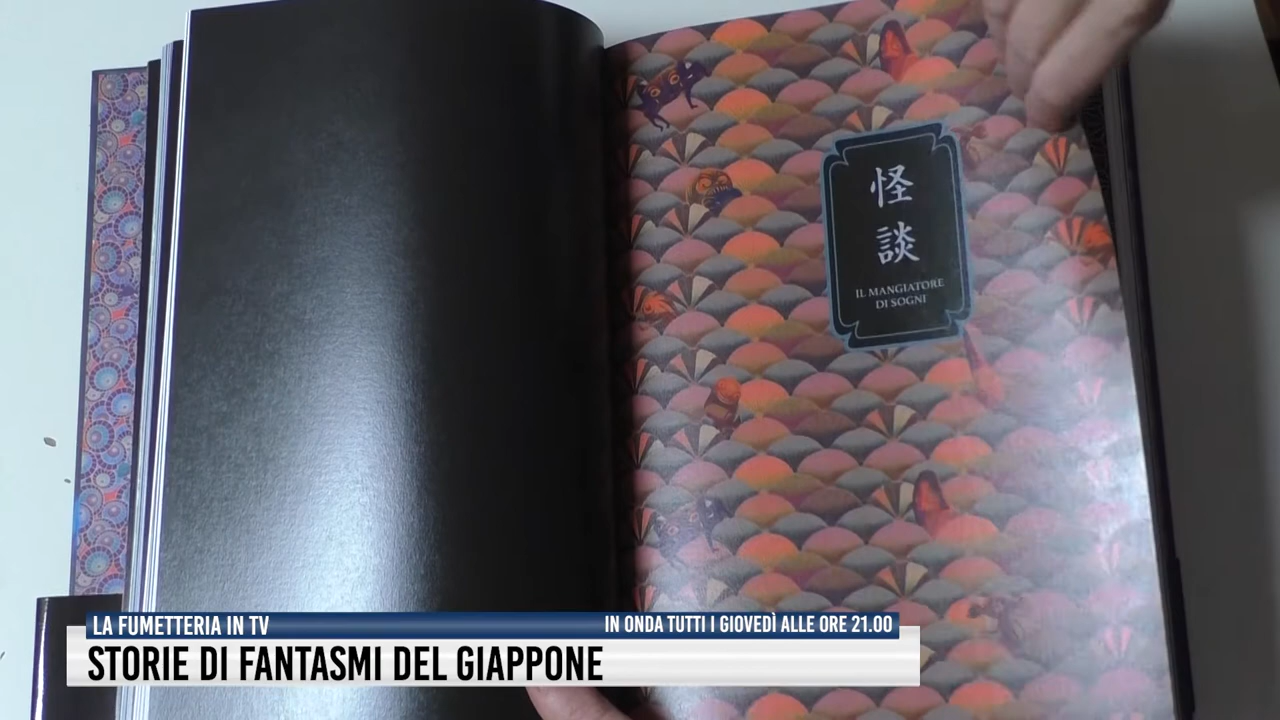 怪
談
IL MANGIATORE
DI SOGNI
LA FUMETTERIA IN TV
IN ONDA TUTTI I GIOVEDÌ ALLE ORE 21.00
STORIE DI FANTASMI DEL GIAPPONE